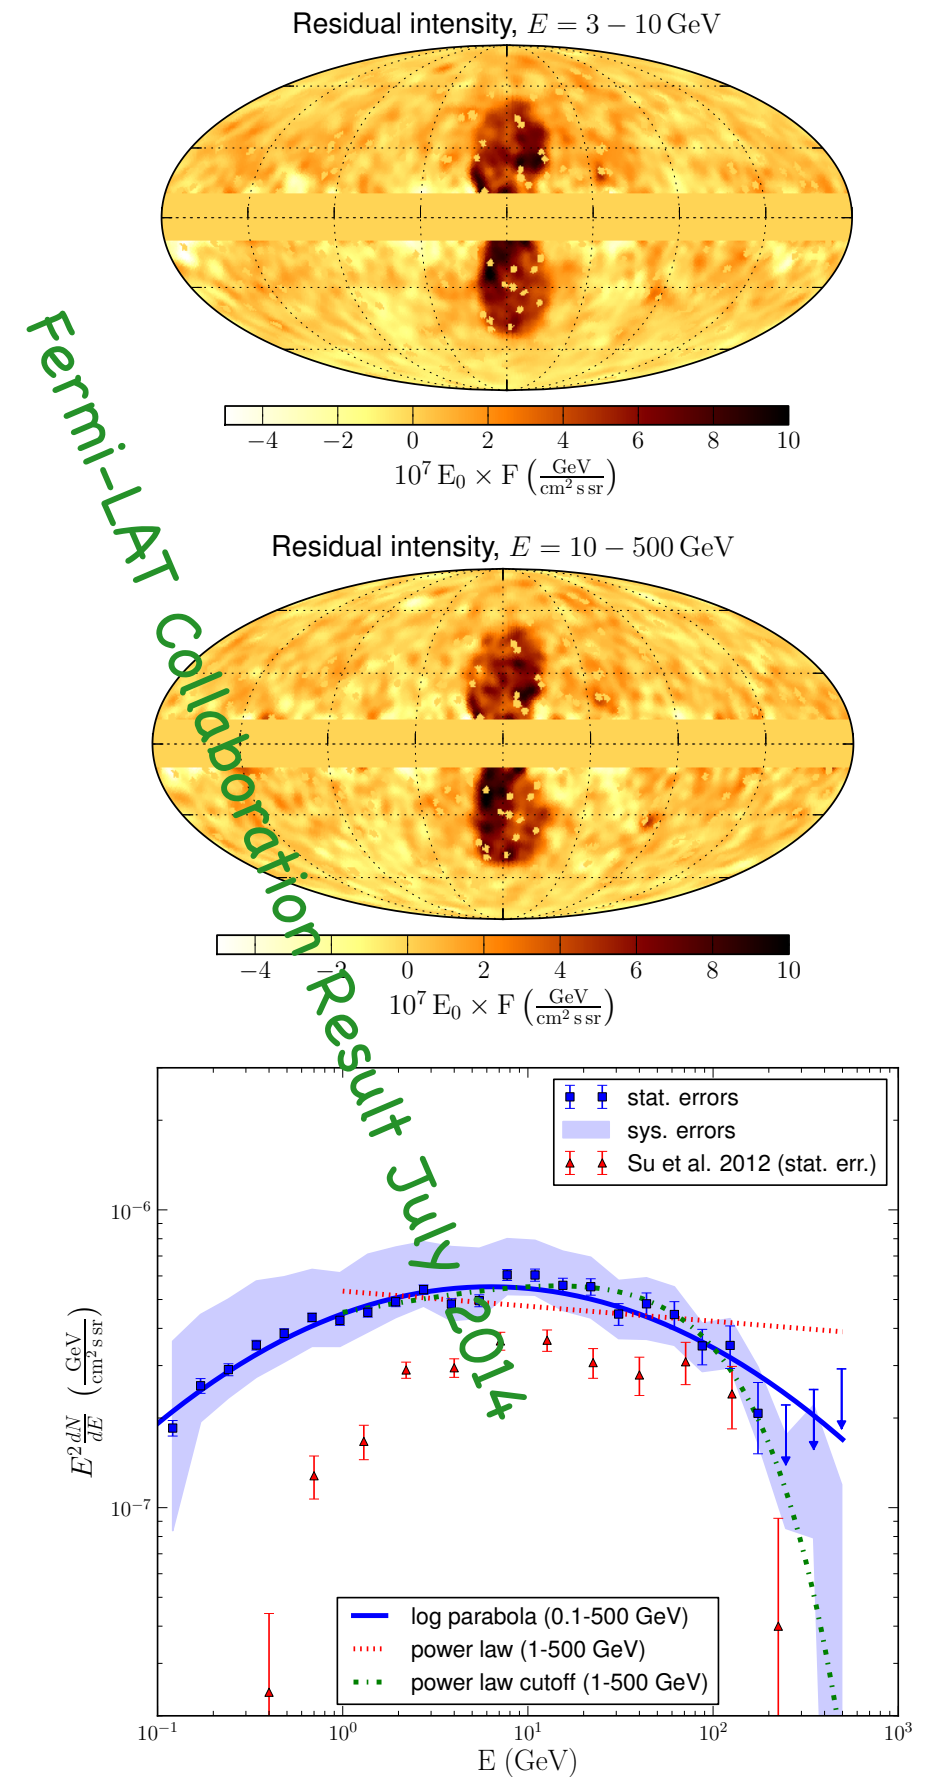 Residual intensity, E = 3 − 10 GeV
−4 −2 0 2 4 6 8 10
10⁷ E₀ × F (GeV / cm² s sr)
Residual intensity, E = 10 − 500 GeV
−4 −2 0 2 4 6 8 10
10⁷ E₀ × F (GeV / cm² s sr)
Fermi-LAT Collaboration Result July 2014
stat. errors
sys. errors
Su et al. 2012 (stat. err.)
10⁻⁶
10⁻⁷
E² dN/dE (GeV / cm² s sr)
log parabola (0.1-500 GeV)
power law (1-500 GeV)
power law cutoff (1-500 GeV)
10⁻¹ 10⁰ 10¹ 10² 10³
E (GeV)